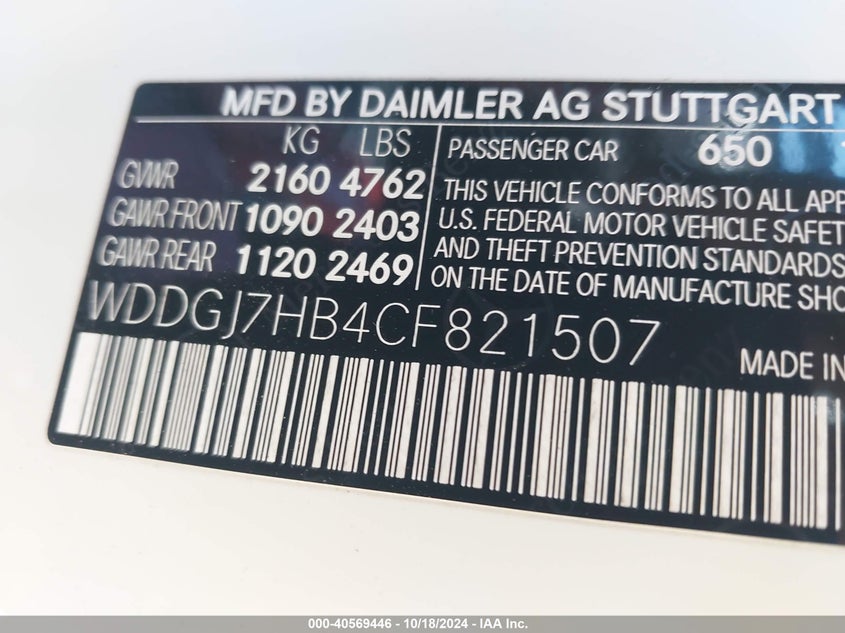 MFD BY DAIMLER AG STUTTGART
KG LBS
GVWR 2160 4762
GAWR FRONT 1090 2403
GAWR REAR 1120 2469
PASSENGER CAR 650
THIS VEHICLE CONFORMS TO ALL APP
U.S. FEDERAL MOTOR VEHICLE SAFET
AND THEFT PREVENTION STANDARDS
ON THE DATE OF MANUFACTURE SHO
WDDGJ7HB4CF821507
MADE IN
000-40569446 - 10/18/2024 - IAA Inc.